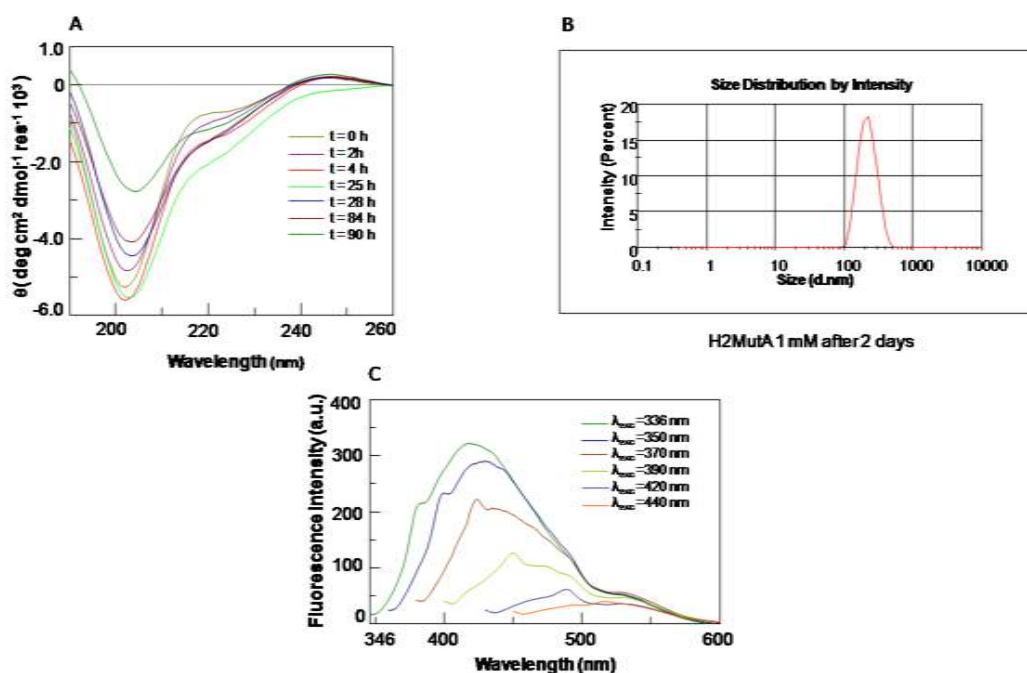 A
1.0
0
-2.0
-4.0
-6.0
θ( deg cm² dmol⁻¹ res⁻¹ 10³)
t = 0 h
t = 2h
t = 4 h
t = 25 h
t = 28 h
t = 84 h
t = 90 h
200 220 240 260
Wavelength (nm)
B
Size Distribution by Intensity
Intensity (Percent)
20
15
10
5
0
0.1 1 10 100 1000 10000
Size (d.nm)
H2MutA 1 mM after 2 days
C
Fluorescence Intensity (a.u.)
400
300
200
100
0
λexc =336 nm
λexc =350 nm
λexc =370 nm
λexc =390 nm
λexc =420 nm
λexc =440 nm
346 400 500 600
Wavelength (nm)